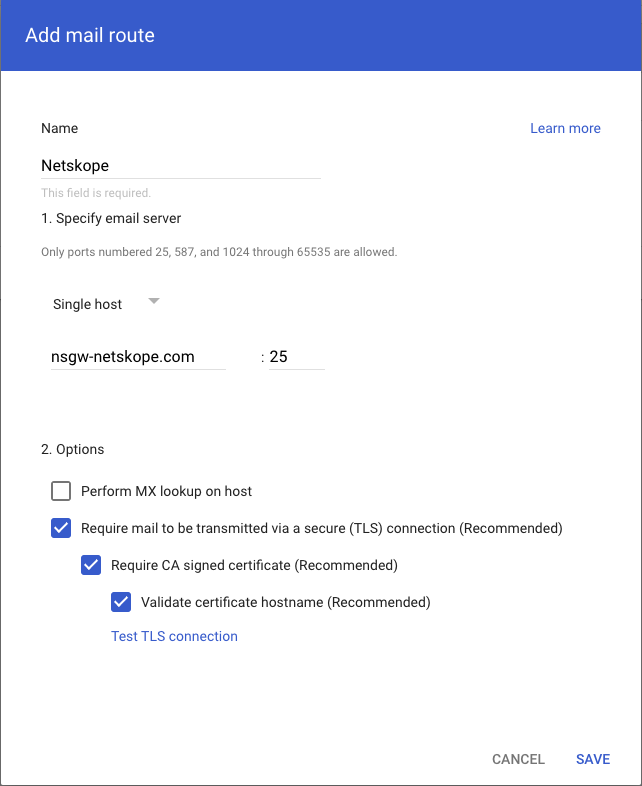 Add mail route
Name
Learn more
Netskope
This field is required.
1. Specify email server
Only ports numbered 25, 587, and 1024 through 65535 are allowed.
Single host
nsgw-netskope.com : 25
2. Options
Perform MX lookup on host
Require mail to be transmitted via a secure (TLS) connection (Recommended)
Require CA signed certificate (Recommended)
Validate certificate hostname (Recommended)
Test TLS connection
CANCEL SAVE